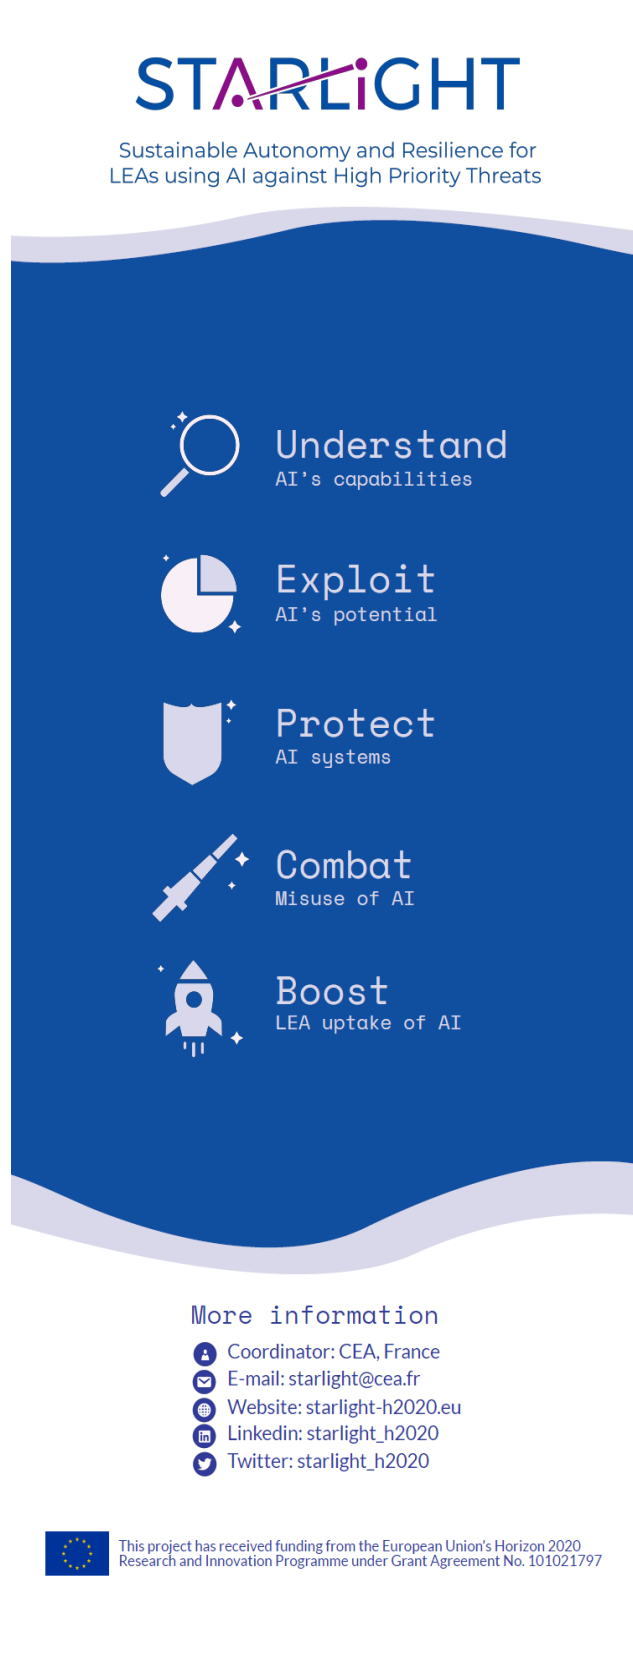 STARLiGHT
Sustainable Autonomy and Resilience for
LEAs using AI against High Priority Threats
Understand
AI's capabilities
Exploit
AI's potential
Protect
AI systems
Combat
Misuse of AI
Boost
LEA uptake of AI
More information
Coordinator: CEA, France
E-mail: starlight@cea.fr
Website: starlight-h2020.eu
Linkedin: starlight_h2020
Twitter: starlight_h2020
This project has received funding from the European Union's Horizon 2020
Research and Innovation Programme under Grant Agreement No. 101021797